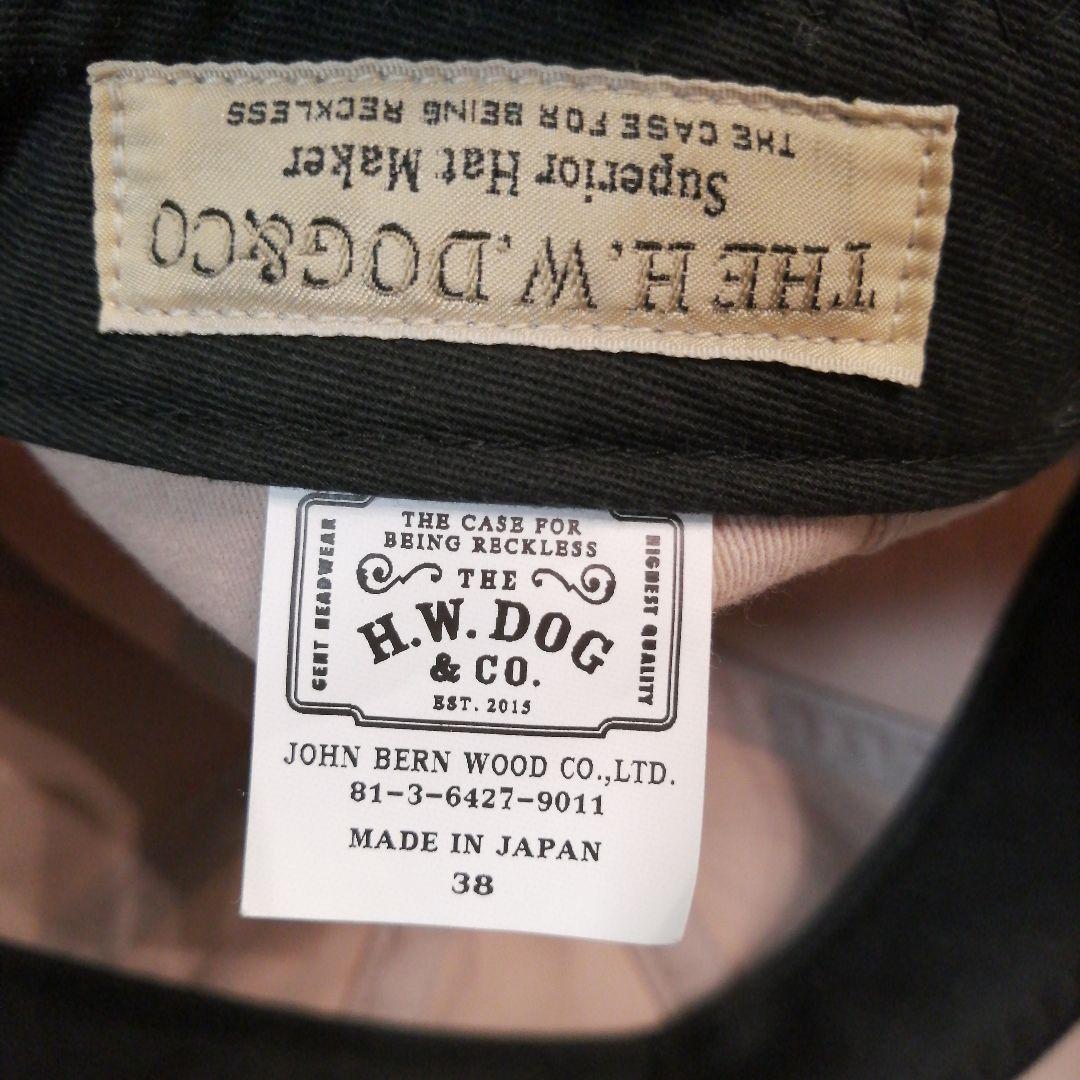 THE H.W.DOG&CO
Superior Hat Maker
THE CASE FOR BEING RECKLESS
THE CASE FOR
BEING RECKLESS
GENT HEADWEAR
THE
H.W. DOG
& CO.
EST. 2015
HIGHEST QUALITY
JOHN BERN WOOD CO.,LTD.
81-3-6427-9011
MADE IN JAPAN
38